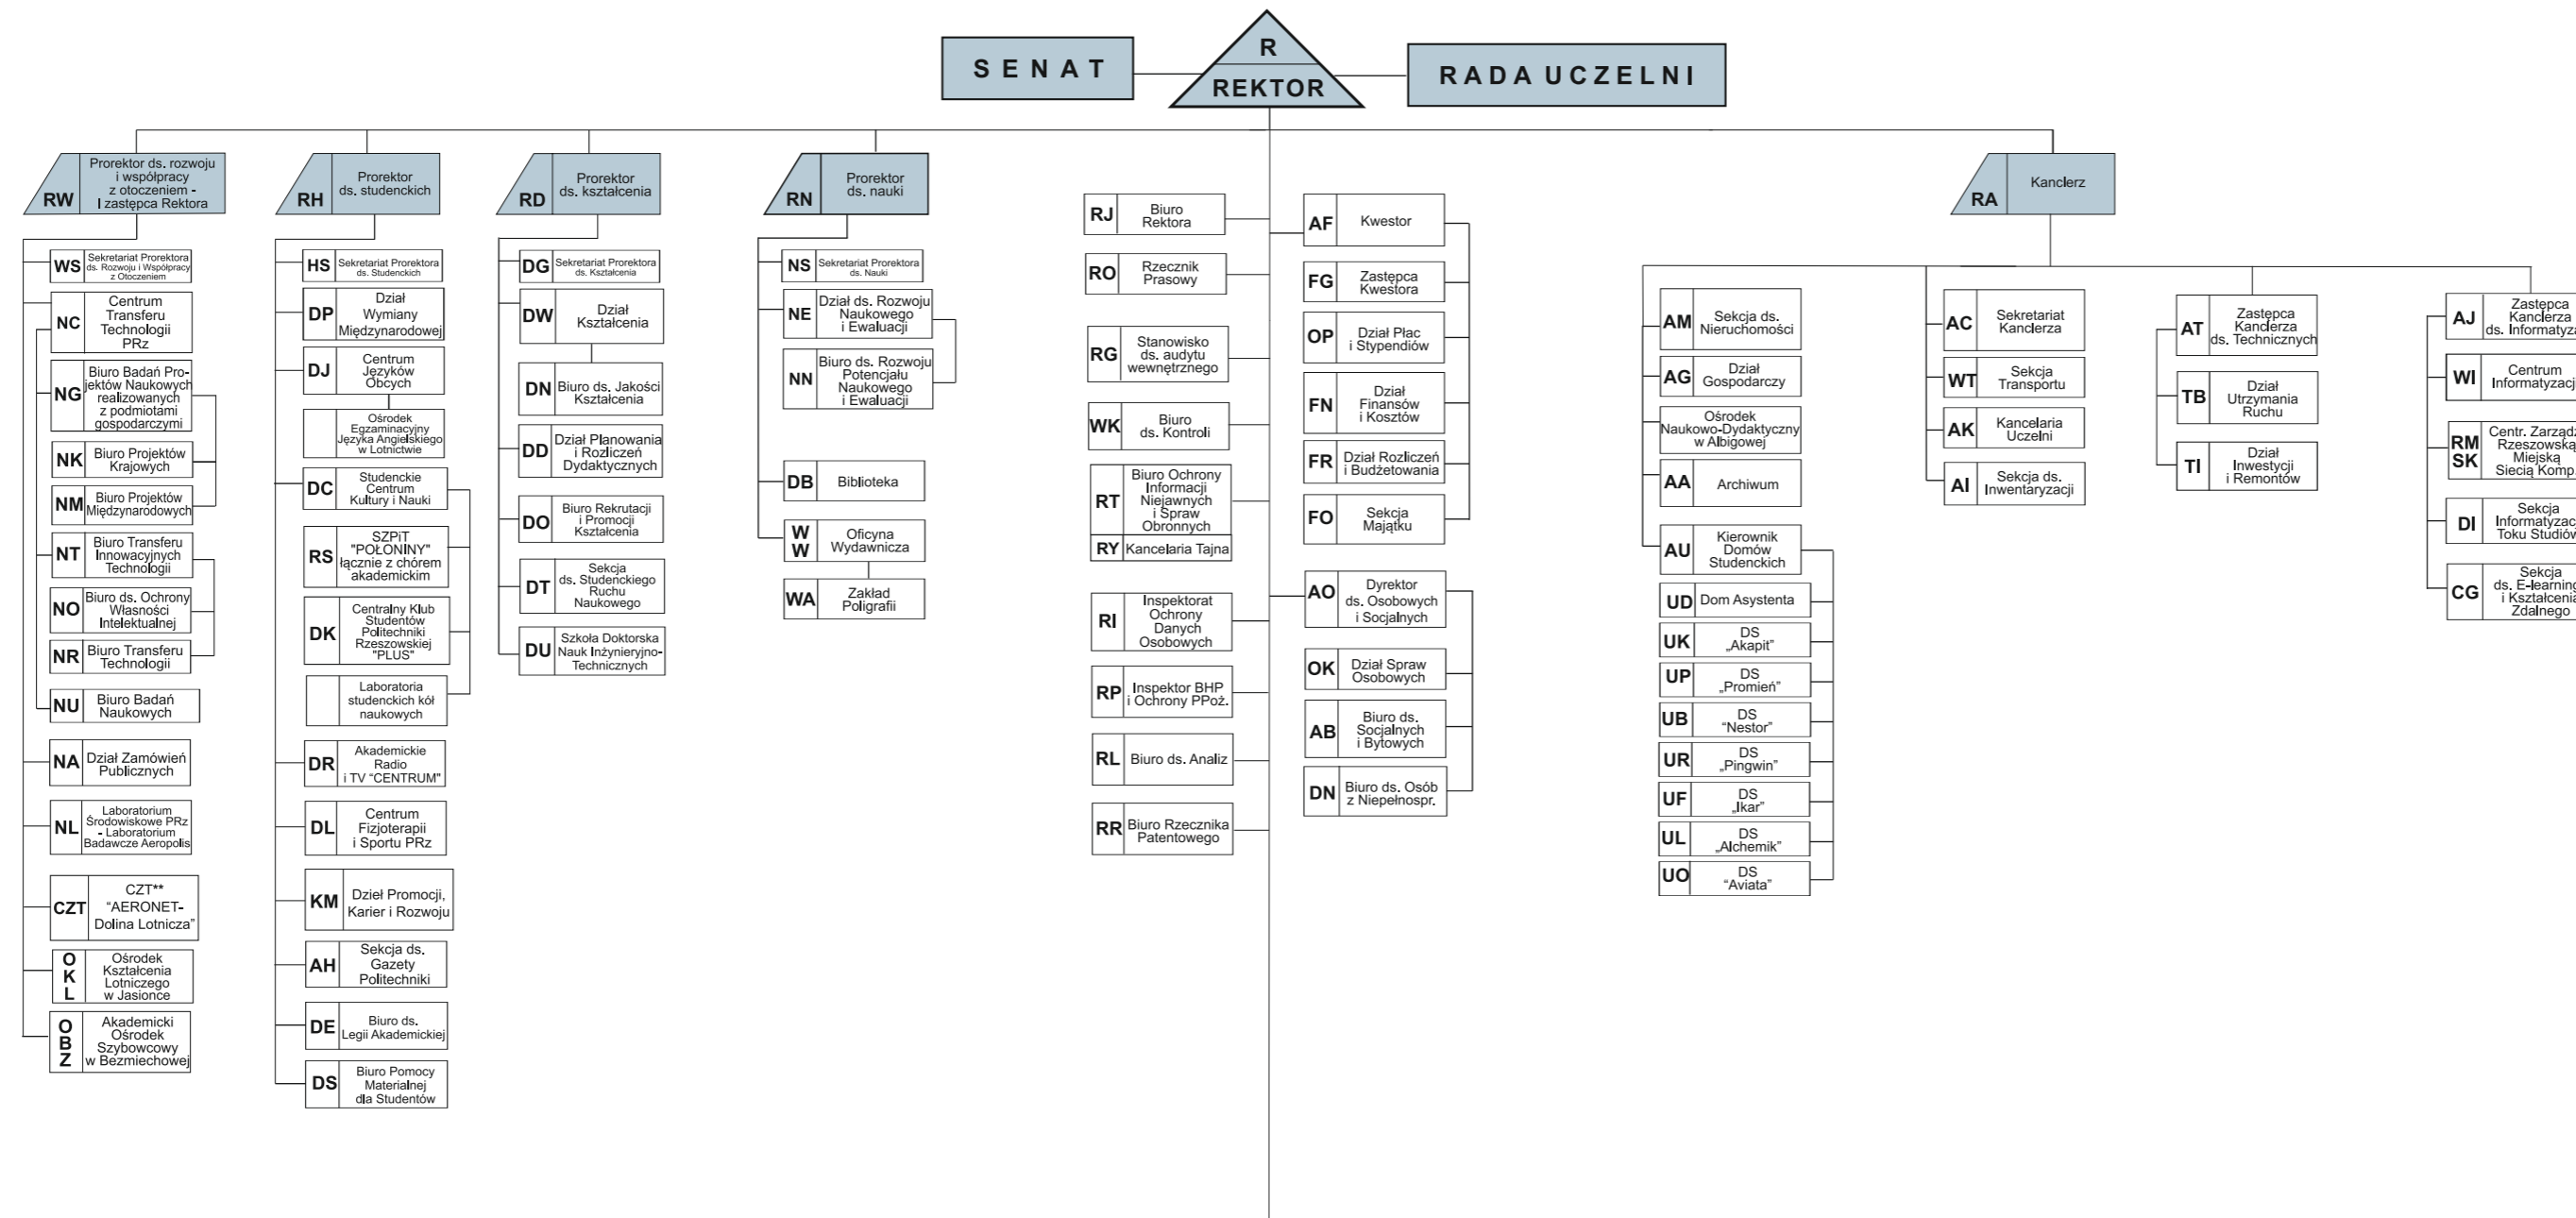 S E N A T
R
REKTOR
RADA UCZELNI
RW
Prorektor ds. rozwoju
i współpracy
z otoczeniem -
I zastępca Rektora
WS
Sekretariat Prorektora
ds. Rozwoju i Współpracy
z Otoczeniem
NC
Centrum
Transferu
Technologii
PRz
NG
Biuro Badań Pro-
jektów Naukowych
realizowanych
z podmiotami
gospodarczymi
NK
Biuro Projektów
Krajowych
NM
Biuro Projektów
Międzynarodowych
NT
Biuro Transferu
Innowacyjnych
Technologii
NO
Biuro ds. Ochrony
Własności
Intelektualnej
NR
Biuro Transferu
Technologii
NU
Biuro Badań
Naukowych
NA
Dział Zamówień
Publicznych
NL
Laboratorium
Środowiskowe PRz
- Laboratorium
Badawcze Aeropolis
CZT
CZT**
“AERONET-
Dolina Lotnicza”
O
K
L
Ośrodek
Kształcenia
Lotniczego
w Jasionce
O
B
Z
Akademicki
Ośrodek
Szybowcowy
w Bezmiechowej
RH
Prorektor
ds. studenckich
HS
Sekretariat Prorektora
ds. Studenckich
DP
Dział
Wymiany
Międzynarodowej
DJ
Centrum
Języków
Obcych
Ośrodek
Egzaminacyjny
Języka Angielskiego
w Lotnictwie
DC
Studenckie
Centrum
Kultury i Nauki
RS
SZPiT
"POŁONINY"
łącznie z chórem
akademickim
DK
Centralny Klub
Studentów
Politechniki
Rzeszowskiej
"PLUS"
Laboratoria
studenckich kół
naukowych
DR
Akademickie
Radio
i TV “CENTRUM"
DL
Centrum
Fizjoterapii
i Sportu PRz
KM
Dzieł Promocji,
Karier i Rozwoju
AH
Sekcja ds.
Gazety
Politechniki
DE
Biuro ds.
Legii Akademickiej
DS
Biuro Pomocy
Materialnej
dla Studentów
RD
Prorektor
ds. kształcenia
DG
Sekretariat Prorektora
ds. Kształcenia
DW
Dział
Kształcenia
DN
Biuro ds. Jakości
Kształcenia
DD
Dział Planowania
i Rozliczeń
Dydaktycznych
DO
Biuro Rekrutacji
i Promocji
Kształcenia
DT
Sekcja
ds. Studenckiego
Ruchu
Naukowego
DU
Szkoła Doktorska
Nauk Inżynieryjno-
Technicznych
RN
Prorektor
ds. nauki
NS
Sekretariat Prorektora
ds. Nauki
NE
Dział ds. Rozwoju
Naukowego
i Ewaluacji
NN
Biuro ds. Rozwoju
Potencjału
Naukowego
i Ewaluacji
DB
Biblioteka
W
W
Oficyna
Wydawnicza
WA
Zakład
Poligrafii
RJ
Biuro
Rektora
RO
Rzecznik
Prasowy
RG
Stanowisko
ds. audytu
wewnętrznego
WK
Biuro
ds. Kontroli
RT
Biuro Ochrony
Informacji
Niejawnych
i Spraw
Obronnych
RY
Kancelaria Tajna
RI
Inspektorat
Ochrony
Danych
Osobowych
RP
Inspektor BHP
i Ochrony PPoż.
RL
Biuro ds. Analiz
RR
Biuro Rzecznika
Patentowego
AF
Kwestor
FG
Zastępca
Kwestora
OP
Dział Płac
i Stypendiów
FN
Dział
Finansów
i Kosztów
FR
Dział Rozliczeń
i Budżetowania
FO
Sekcja
Majątku
AO
Dyrektor
ds. Osobowych
i Socjalnych
OK
Dział Spraw
Osobowych
AB
Biuro ds.
Socjalnych
i Bytowych
DN
Biuro ds. Osób
z Niepełnospr.
RA
Kanclerz
AM
Sekcja ds.
Nieruchomości
AG
Dział
Gospodarczy
Ośrodek
Naukowo-Dydaktyczny
w Albigowej
AA
Archiwum
AU
Kierownik
Domów
Studenckich
UD
Dom Asystenta
UK
DS
„Akapit”
UP
DS
„Promień”
UB
DS
“Nestor”
UR
DS
„Pingwin”
UF
DS
„Ikar”
UL
DS
„Alchemik”
UO
DS
“Aviata”
AC
Sekretariat
Kanclerza
WT
Sekcja
Transportu
AK
Kancelaria
Uczelni
AI
Sekcja ds.
Inwentaryzacji
AT
Zastępca
Kanclerza
ds. Technicznych
TB
Dział
Utrzymania
Ruchu
TI
Dział
Inwestycji
i Remontów
AJ
Zastępca
Kanclerza
ds.
WI
Centrum
RM
SK
Centr.
Rzeszowską
Miejską
Siecią Komp.
DI
Sekcja
Toku Studiów
CG
Sekcja
ds. E-learning
i Kształcenia
Zdalnego